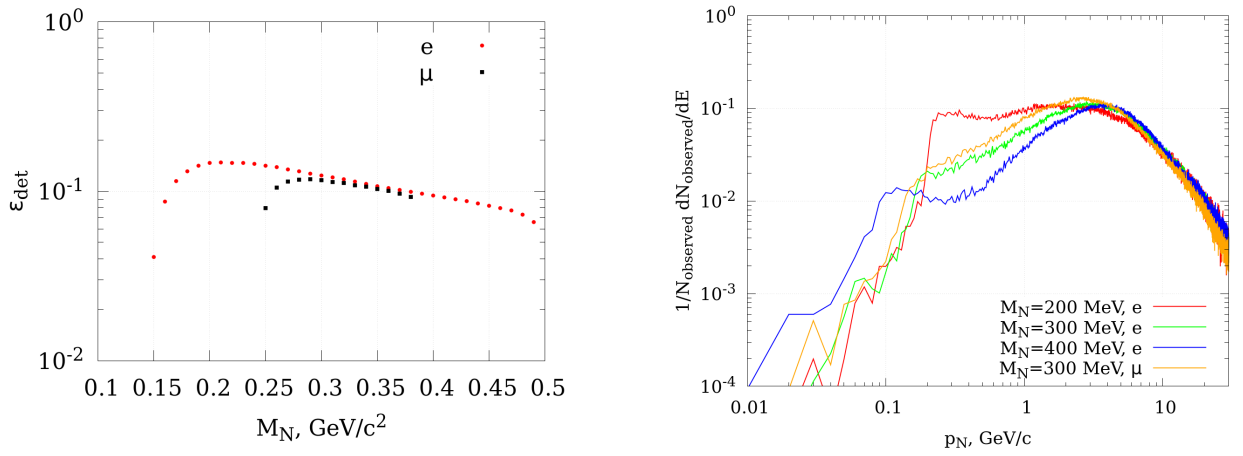 10^0
10^-1
10^-2
ε_det
0.1 0.15 0.2 0.25 0.3 0.35 0.4 0.45 0.5
M_N, GeV/c^2
e
μ
10^0
10^-1
10^-2
10^-3
10^-4
1/N_observed dN_observed/dE
0.01 0.1 1 10
p_N, GeV/c
M_N=200 MeV, e
M_N=300 MeV, e
M_N=400 MeV, e
M_N=300 MeV, μ